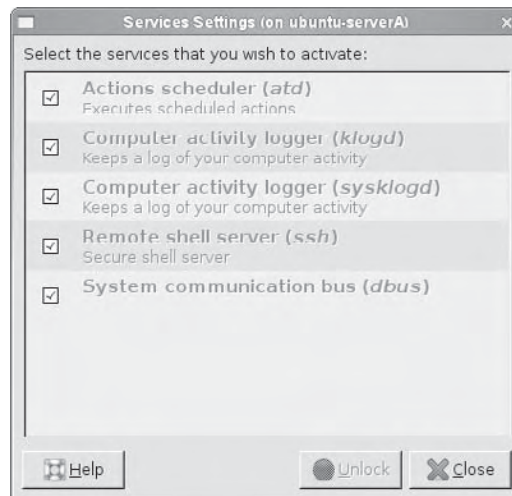 Services Settings (on ubuntu-serverA)
Select the services that you wish to activate:
Actions scheduler (atd)
Executes scheduled actions
Computer activity logger (klogd)
Keeps a log of your computer activity
Computer activity logger (sysklogd)
Keeps a log of your computer activity
Remote shell server (ssh)
Secure shell server
System communication bus (dbus)
Help
Unlock
Close